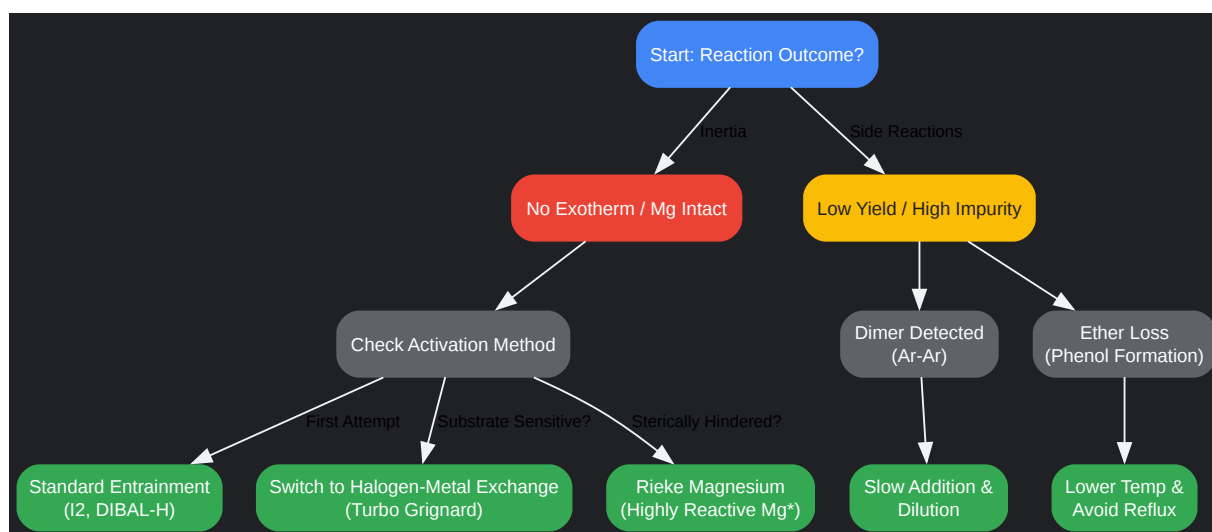 Start: Reaction Outcome?
Inertia
Side Reactions
No Exotherm / Mg Intact
Low Yield / High Impurity
Check Activation Method
Dimer Detected
(Ar-Ar)
Ether Loss
(Phenol Formation)
First Attempt
Substrate Sensitive?
Sterically Hindered?
Standard Entrainment
(I2, DIBAL-H)
Switch to Halogen-Metal Exchange
(Turbo Grignard)
Rieke Magnesium
(Highly Reactive Mg*)
Slow Addition &
Dilution
Lower Temp &
Avoid Reflux